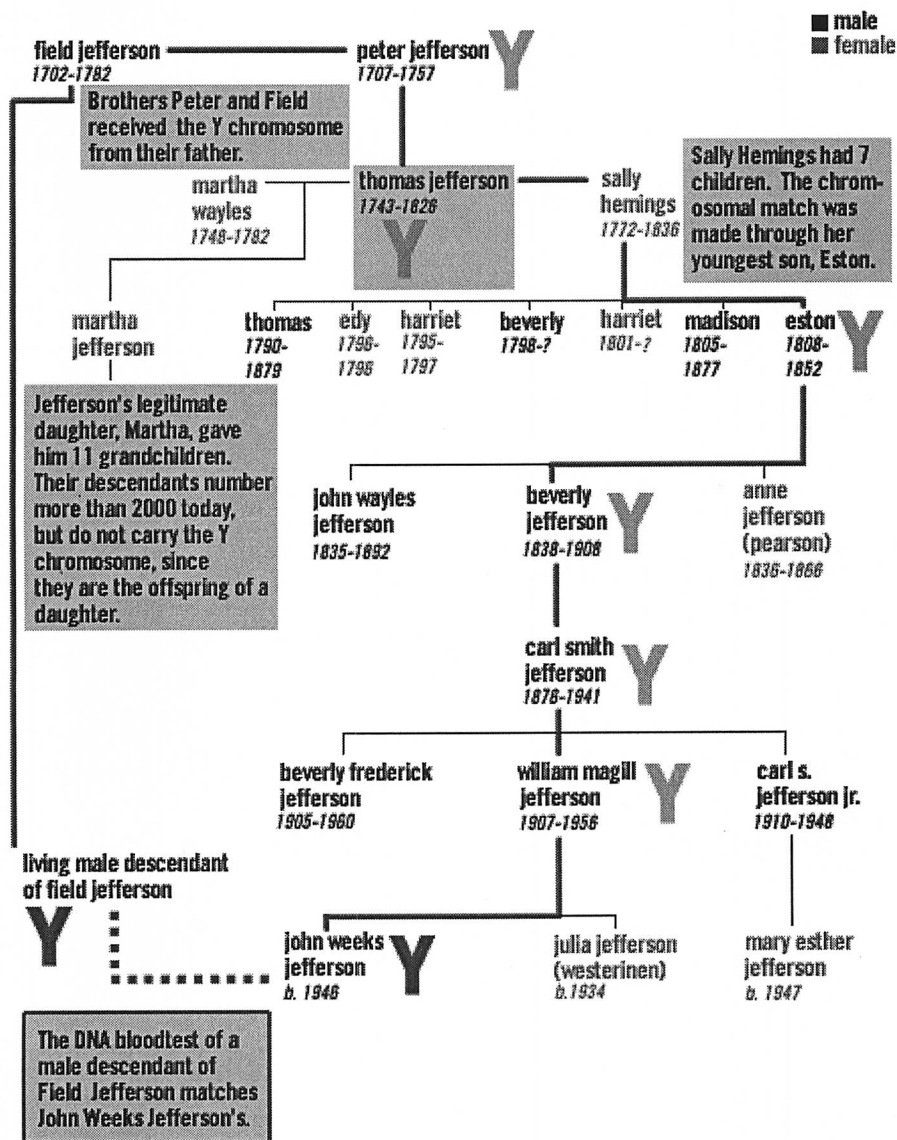 male
female
field jefferson
1702-1782
peter jefferson
1707-1757
Y
Brothers Peter and Field
received the Y chromosome
from their father.
martha
wayles
1748-1782
thomas jefferson
1743-1826
Y
sally
hemings
1772-1836
Sally Hemings had 7
children. The chrom-
osomal match was
made through her
youngest son, Eston.
martha
jefferson
thomas
1790-
1879
edy
1796-
1796
harriet
1795-
1797
beverly
1798-?
harriet
1801-?
madison
1805-
1877
eston
1808-
1852
Y
Jefferson's legitimate
daughter, Martha, gave
him 11 grandchildren.
Their descendants number
more than 2000 today,
but do not carry the Y
chromosome, since
they are the offspring of a
daughter.
john wayles
jefferson
1835-1892
beverly
jefferson
1838-1908
Y
anne
jefferson
(pearson)
1836-1866
carl smith
jefferson
1876-1941
Y
beverly frederick
jefferson
1905-1960
william magill
jefferson
1907-1956
Y
carl s.
jefferson jr.
1910-1948
living male descendant
of field jefferson
Y
john weeks
jefferson
b. 1946
Y
julia jefferson
(westerinen)
b.1934
mary esther
jefferson
b. 1947
The DNA bloodtest of a
male descendant of
Field Jefferson matches
John Weeks Jefferson's.